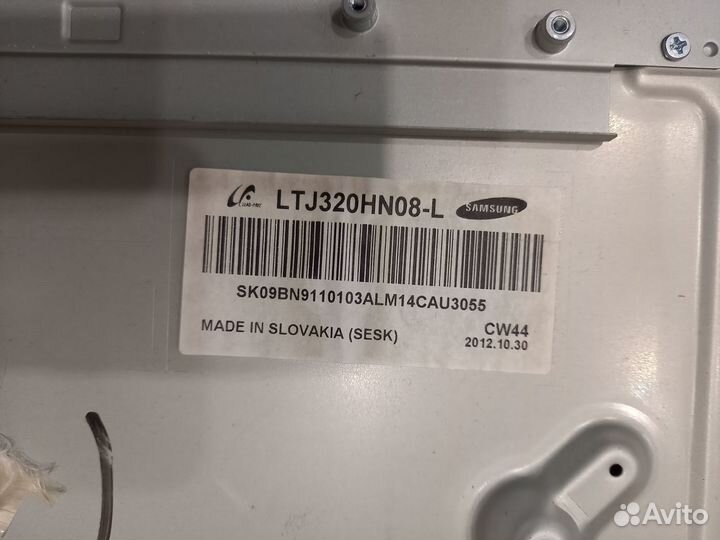 LTJ320HN08-L SAMSUNG
SK09BN9110103ALM14CAU3055
MADE IN SLOVAKIA (SESK) CW44
2012.10.30
Avito